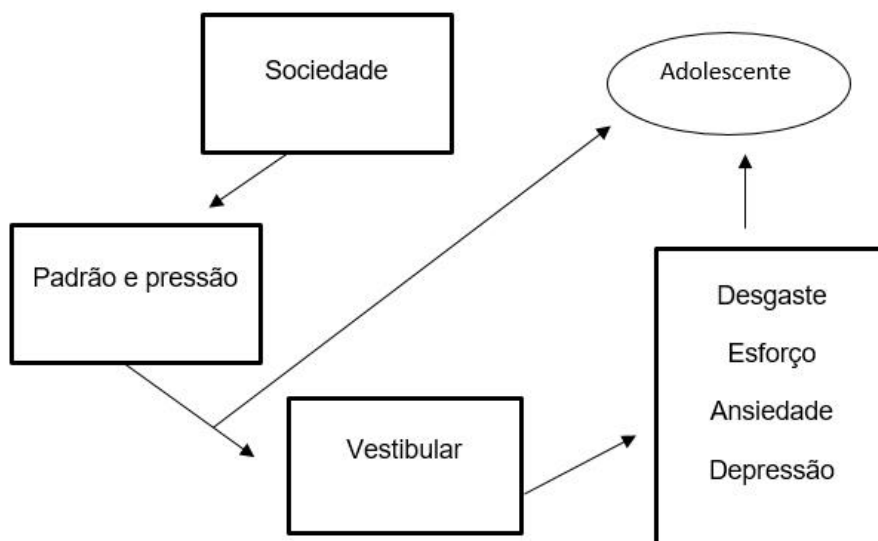 Sociedade
Adolescente
Padrão e pressão
Vestibular
Desgaste
Esforço
Ansiedade
Depressão